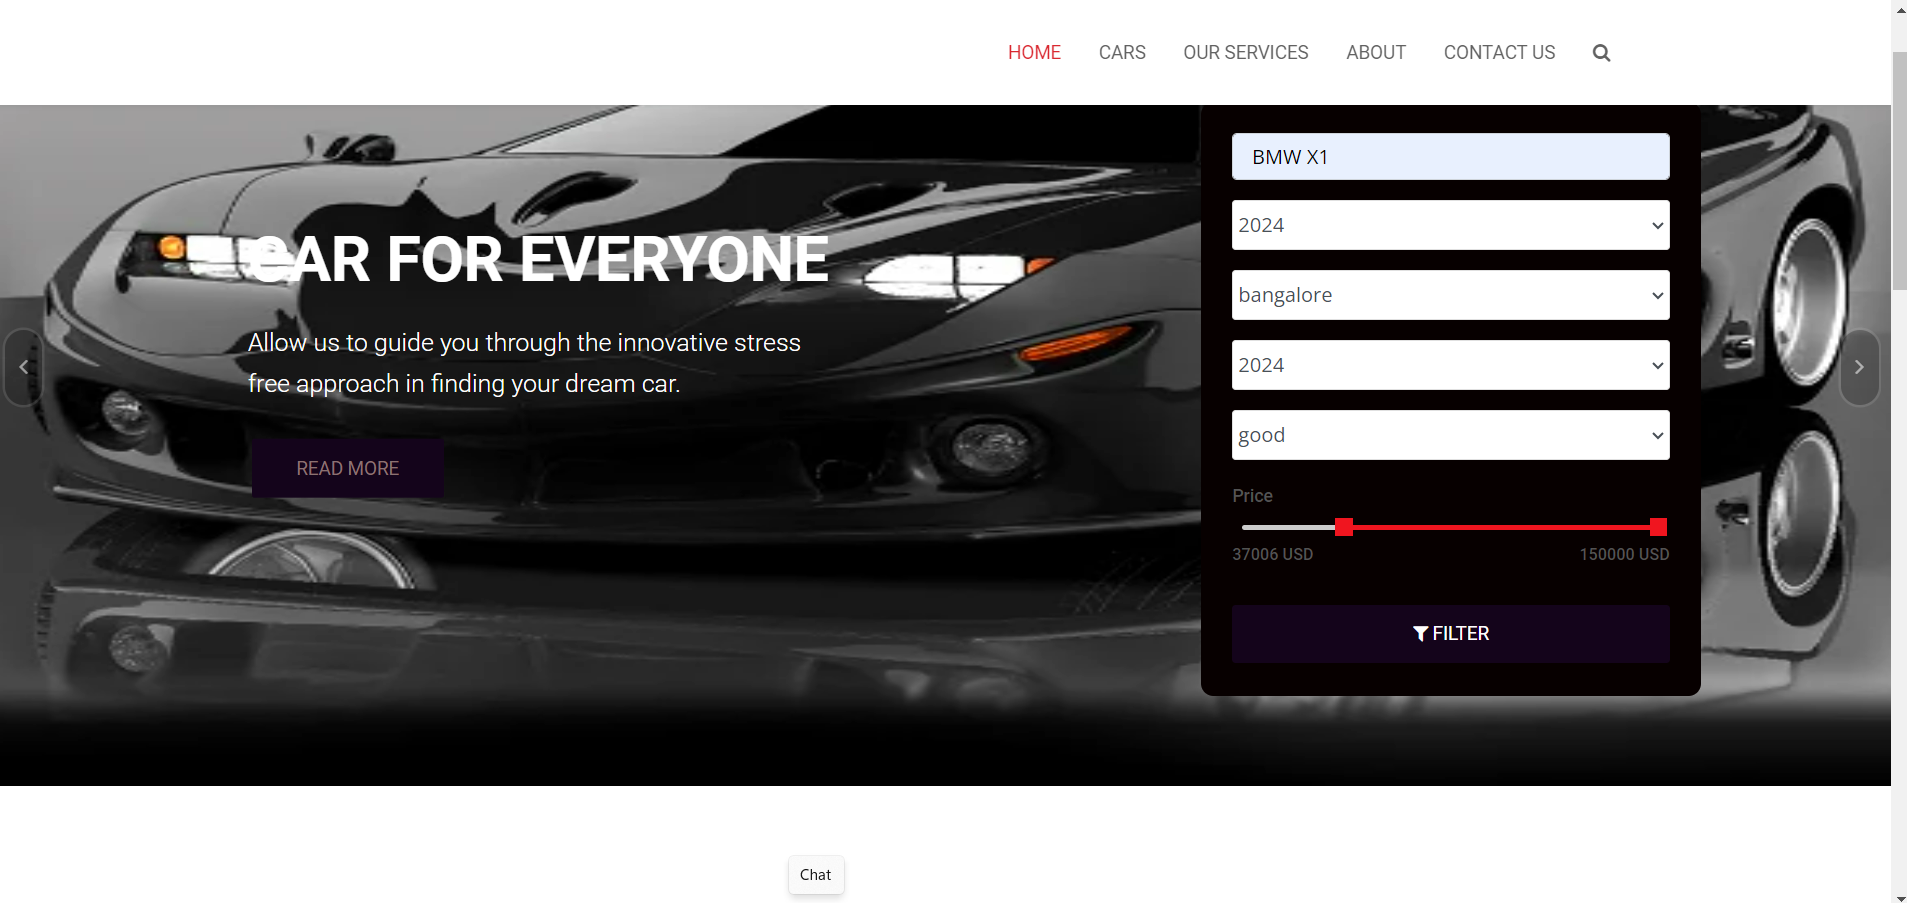 HOME CARS OUR SERVICES ABOUT CONTACT US
CAR FOR EVERYONE
Allow us to guide you through the innovative stress
free approach in finding your dream car.
READ MORE
BMW X1
2024
bangalore
2024
good
Price
37006 USD 150000 USD
FILTER
Chat